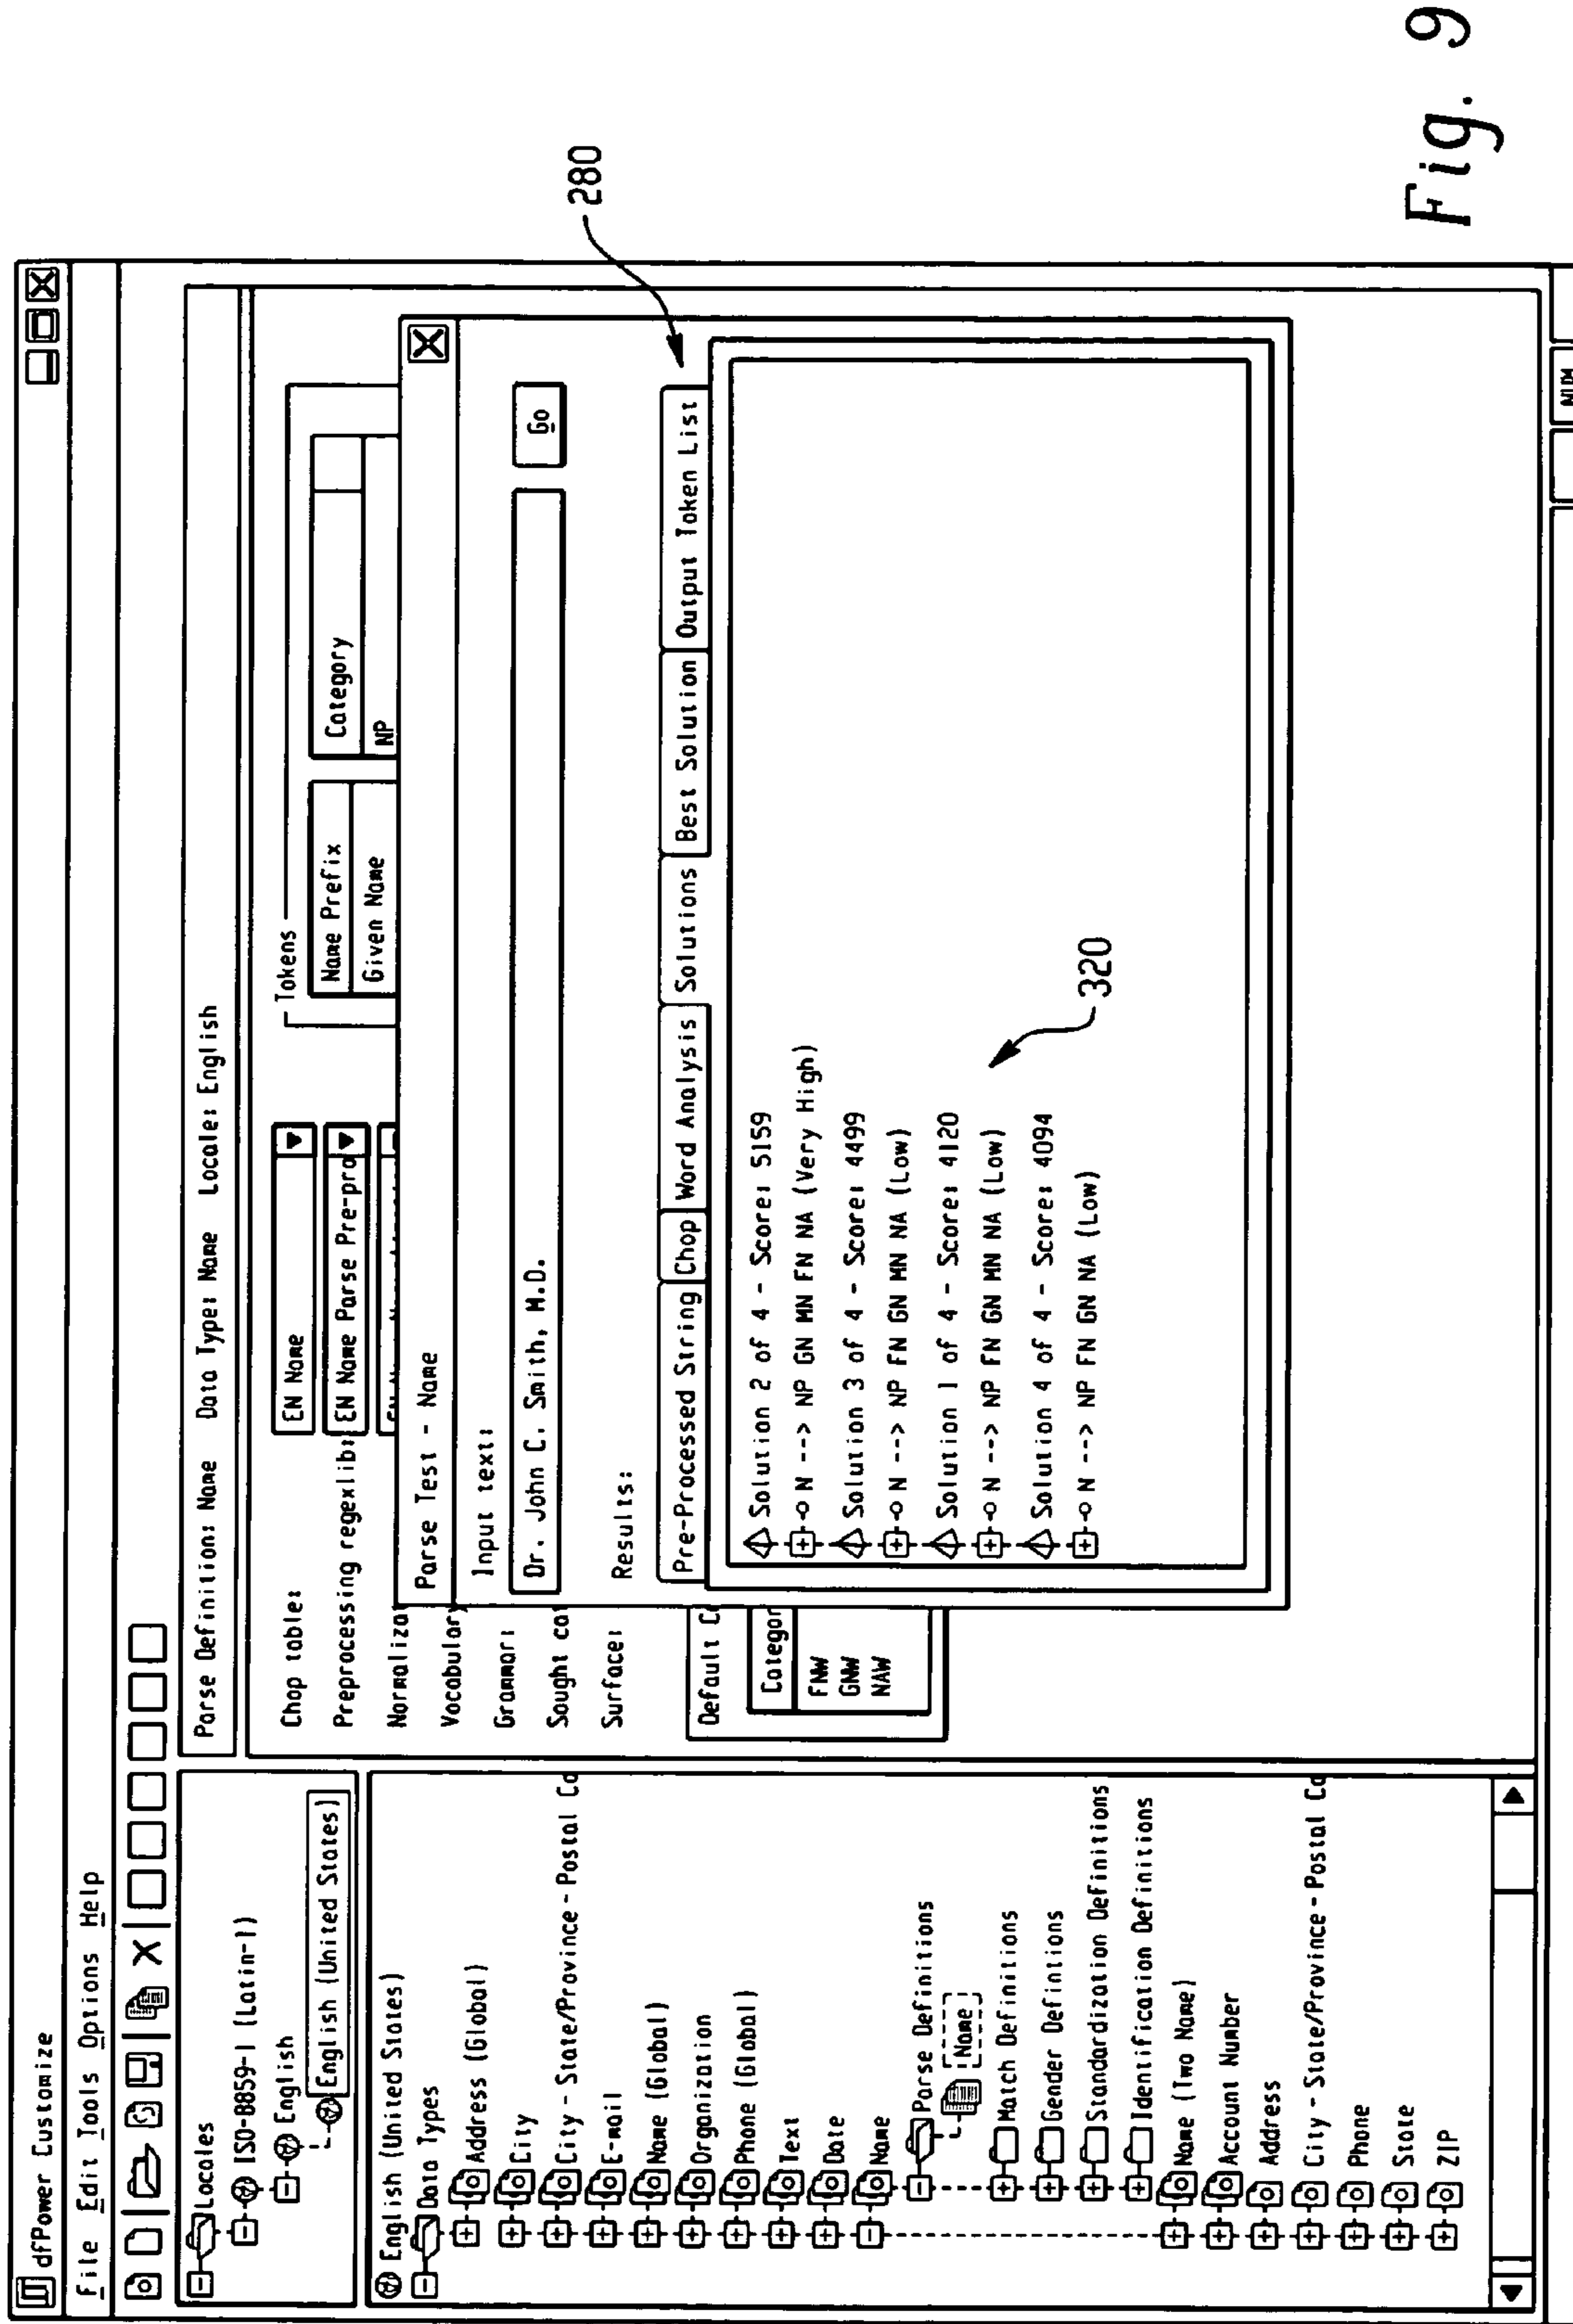 dfPower Customize
File Edit Tools Options Help
Locales
ISO-8859-1 (Latin-1)
English
English (United States)
English (United States)
Data Types
Address (Global)
City
City - State/Province - Postal Co
E-mail
Name (Global)
Organization
Phone (Global)
Text
Date
Name
Parse Definitions
Name
Match Definitions
Gender Defintions
Standardization Definitions
Identification Definitions
Name (Two Name)
Account Number
Address
City - State/Province - Postal Co
Phone
State
ZIP
Parse Definition: Name Data Type: Name Locale: English
Chop table: EN Name
Preprocessing regexlib: EN Name Parse Pre-pro
Normaliza
Vocabulary
Grammar:
Sought ca
Surface:
Default C
Categor
FNW
GNW
NAW
Tokens
Name Prefix
Given Name
Category
NP
Parse Test - Name
Input text:
Dr. John C. Smith, M.D. Go
Results:
Pre-Processed String Chop Word Analysis Solutions Best Solution Output Token List
280
Solution 2 of 4 - Score: 5159
N --> NP GN MN FN NA (Very High)
Solution 3 of 4 - Score: 4499
N --> NP FN GN MN NA (Low)
Solution 1 of 4 - Score: 4120
N --> NP FN GN MN NA (Low)
Solution 4 of 4 - Score: 4094
N --> NP FN GN NA (Low)
320
NUM
Fig. 9